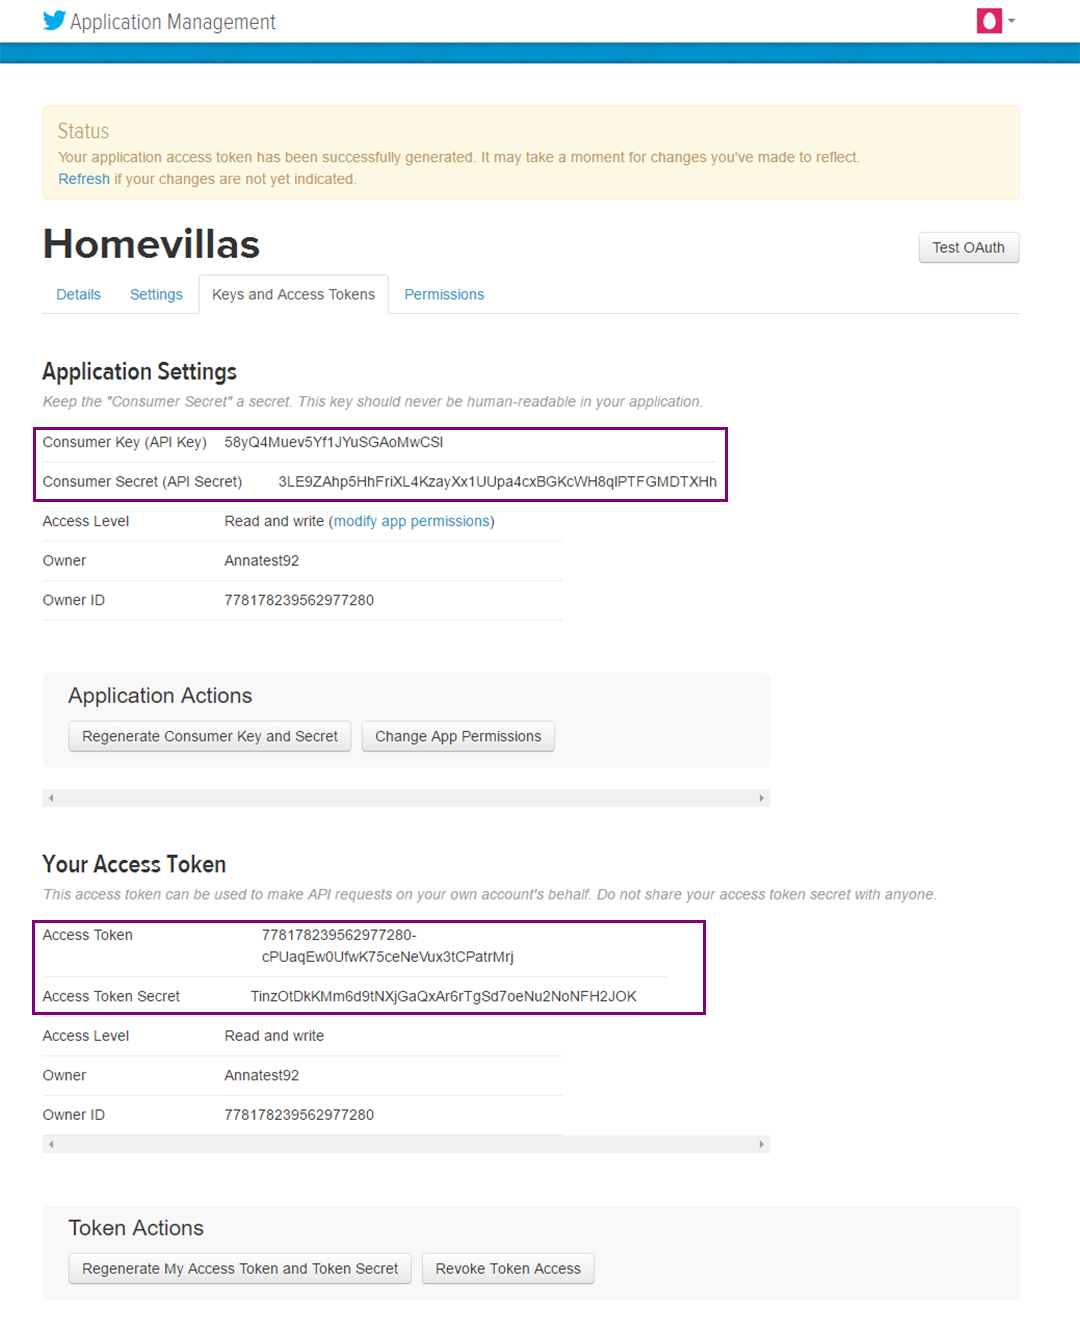 Application Management
Status
Your application access token has been successfully generated. It may take a moment for changes you've made to reflect.
Refresh if your changes are not yet indicated.
Homevillas
Test OAuth
Details Settings Keys and Access Tokens Permissions
Application Settings
Keep the "Consumer Secret" a secret. This key should never be human-readable in your application.
Consumer Key (API Key) 58yQ4Muev5Yf1JYuSGAoMwCSI
Consumer Secret (API Secret) 3LE9ZAhp5HhFriXL4KzayXx1UUpa4cxBGKcWH8qlPTFGMDTXHh
Access Level Read and write (modify app permissions)
Owner Annatest92
Owner ID 778178239562977280
Application Actions
Regenerate Consumer Key and Secret Change App Permissions
Your Access Token
This access token can be used to make API requests on your own account's behalf. Do not share your access token secret with anyone.
Access Token 778178239562977280-
cPUaqEw0UfwK75ceNeVux3tCPatrMrj
Access Token Secret TinzOtDkKMm6d9tNXjGaQxAr6rTgSd7oeNu2NoNFH2JOK
Access Level Read and write
Owner Annatest92
Owner ID 778178239562977280
Token Actions
Regenerate My Access Token and Token Secret Revoke Token Access